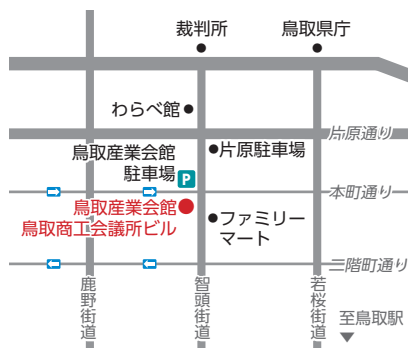 裁判所
鳥取県庁
わらべ館
片原通り
鳥取産業会館
駐車場
P
片原駐車場
本町通り
鳥取産業会館
鳥取商工会議所ビル
ファミリー
マート
二階町通り
鹿野街道
智頭街道
若桜街道
至鳥取駅